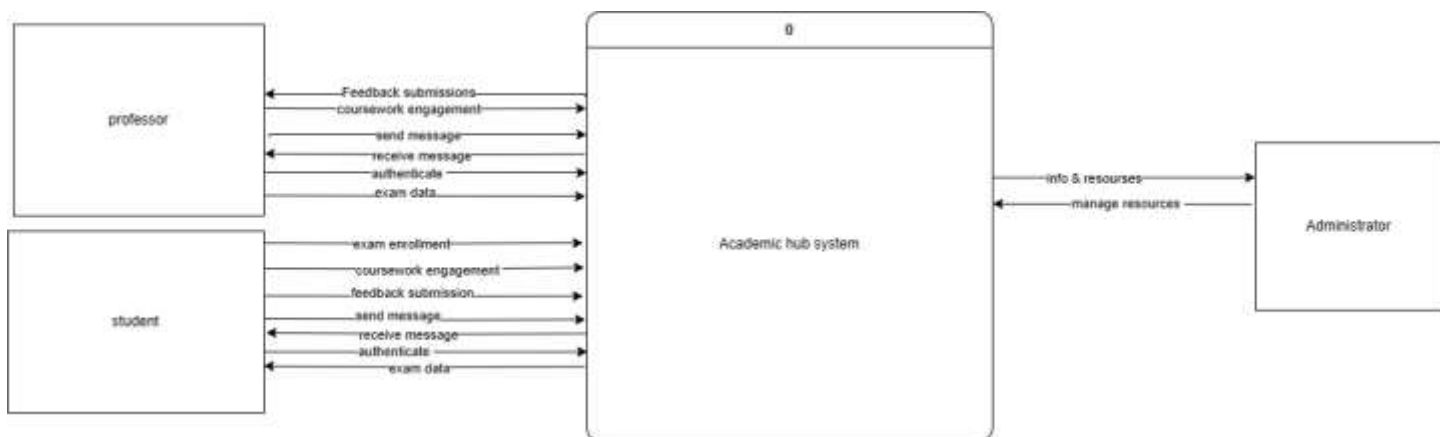 0
Feedback submissions
coursework engagement
professor
send message
receive message
authenticate
exam data
info & resourses
manage resources
Administrator
Academic hub system
exam enrollment
coursework engagement
feedback submission
student
send message
receive message
authenticate
exam data